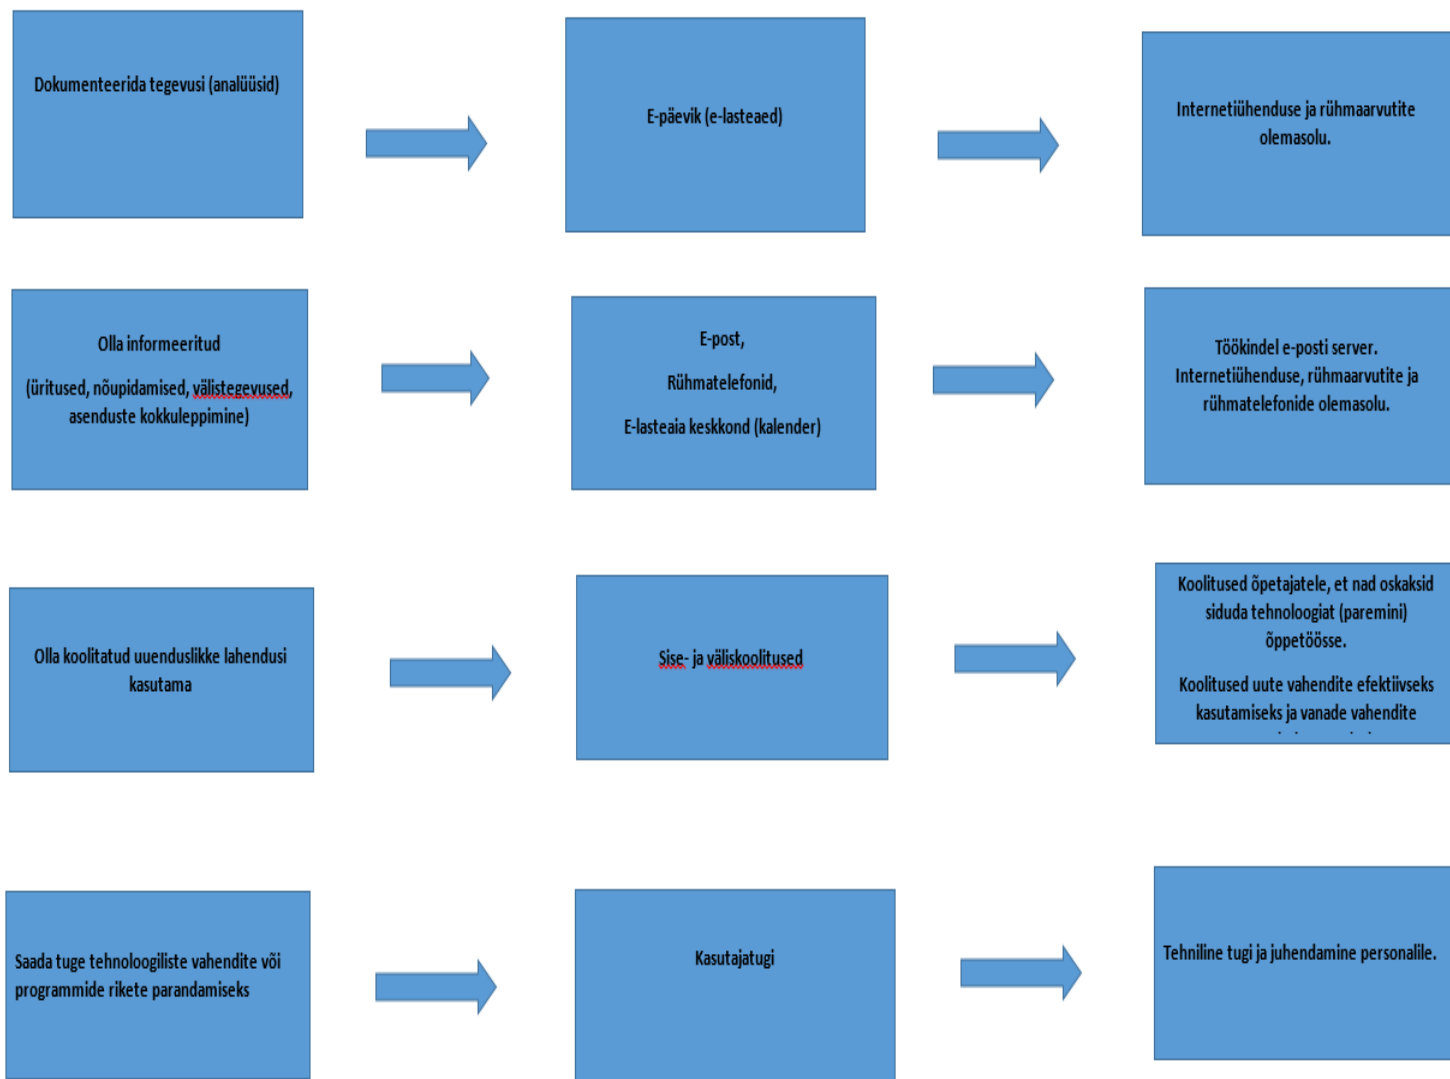 Dokumenteerida tegevusi (analüüsid)
E-päevik (e-lasteaed)
Internetiühenduse ja rühmaarvutite
olemasolu.
Olla informeeritud
(üritused, nõupidamised, välistegevused,
asenduste kokkuleppimine)
E-post,
Rühmatelefonid,
E-lasteaia keskkond (kalender)
Töökindel e-posti server.
Internetiühenduse, rühmaarvutite ja
rühmatelefonide olemasolu.
Olla koolitatud uuenduslikke lahendusi
kasutama
Sise- ja väliskoolitused
Koolitused õpetajatele, et nad oskaksid
siduda tehnoloogiat (paremini)
õppetöösse.
Koolitused uute vahendite efektiivseks
kasutamiseks ja vanade vahendite
Saada tuge tehnoloogiliste vahendite või
programmide rikete parandamiseks
Kasutajatugi
Tehniline tugi ja juhendamine personalile.